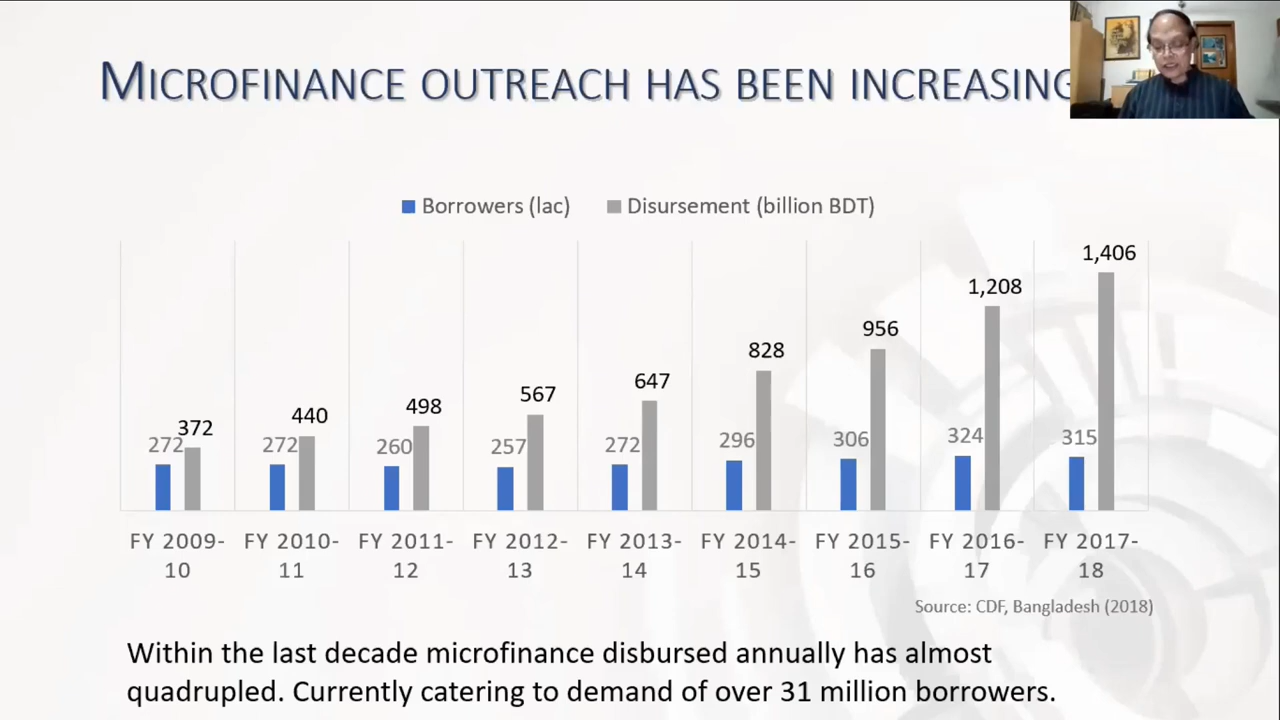 MICROFINANCE OUTREACH HAS BEEN INCREASING
Borrowers (lac)
Disursement (billion BDT)
272
372
272
440
260
498
257
567
272
647
296
828
306
956
324
1,208
315
1,406
FY 2009-
10
FY 2010-
11
FY 2011-
12
FY 2012-
13
FY 2013-
14
FY 2014-
15
FY 2015-
16
FY 2016-
17
FY 2017-
18
Source: CDF, Bangladesh (2018)
Within the last decade microfinance disbursed annually has almost
quadrupled. Currently catering to demand of over 31 million borrowers.